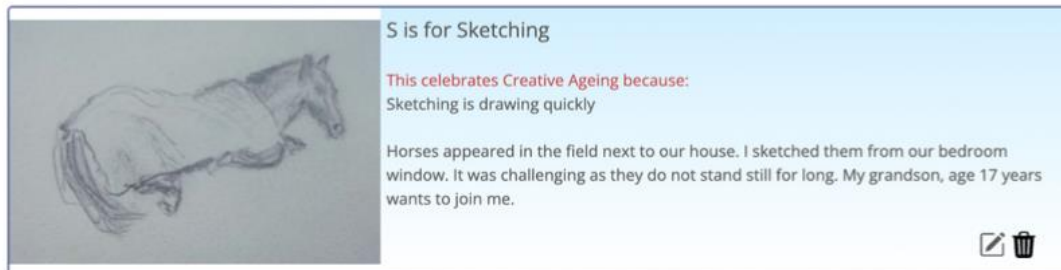 S is for Sketching
This celebrates Creative Ageing because:
Sketching is drawing quickly
Horses appeared in the field next to our house. I sketched them from our bedroom
window. It was challenging as they do not stand still for long. My grandson, age 17 years
wants to join me.